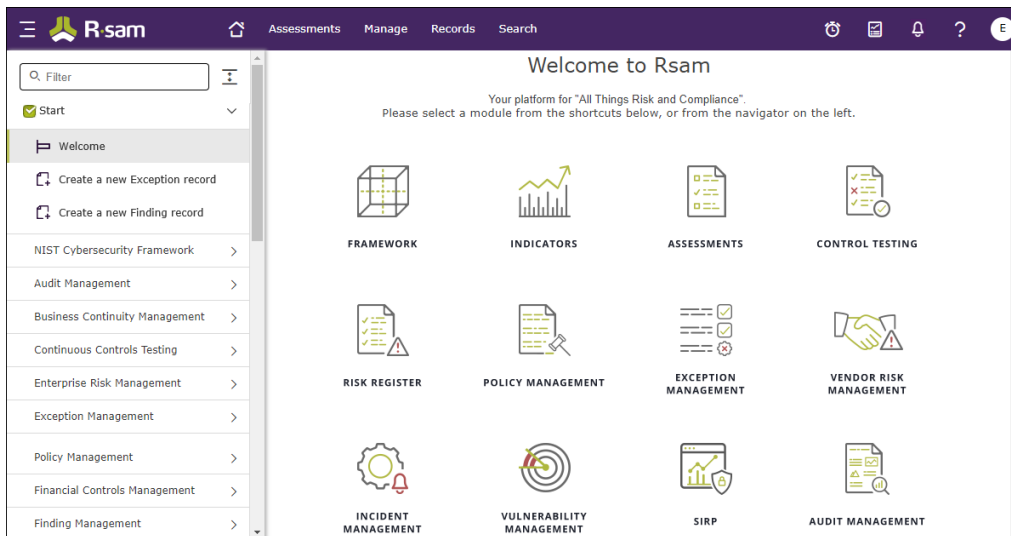 R·sam
Assessments
Manage
Records
Search
?
E
Filter
Start
Welcome
Create a new Exception record
Create a new Finding record
NIST Cybersecurity Framework
Audit Management
Business Continuity Management
Continuous Controls Testing
Enterprise Risk Management
Exception Management
Policy Management
Financial Controls Management
Finding Management
Welcome to Rsam
Your platform for "All Things Risk and Compliance".
Please select a module from the shortcuts below, or from the navigator on the left.
FRAMEWORK
INDICATORS
ASSESSMENTS
CONTROL TESTING
RISK REGISTER
POLICY MANAGEMENT
EXCEPTION
MANAGEMENT
VENDOR RISK
MANAGEMENT
INCIDENT
MANAGEMENT
VULNERABILITY
MANAGEMENT
SIRP
AUDIT MANAGEMENT